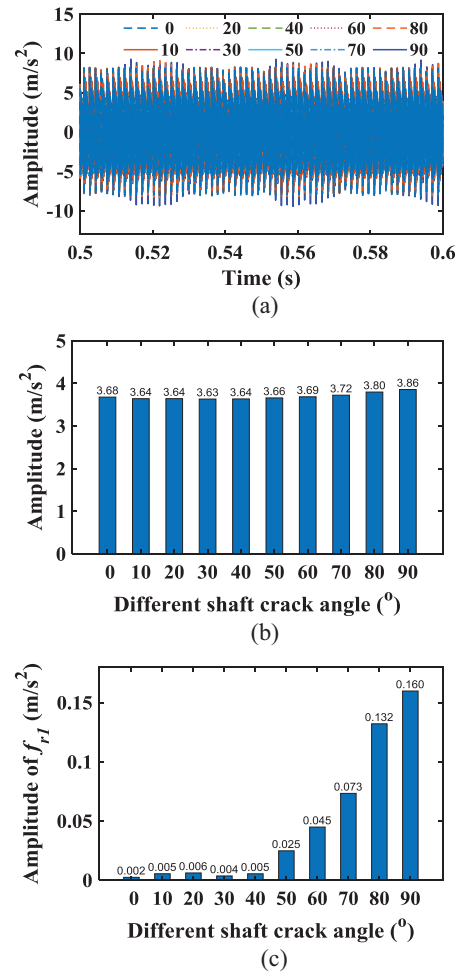 0 20 40 60 80
10 30 50 70 90
15
10
5
0
-5
-10
Amplitude (m/s²)
0.5 0.52 0.54 0.56 0.58 0.6
Time (s)
(a)
5
4
3
2
1
0
Amplitude (m/s²)
3.68 3.64 3.64 3.63 3.64 3.66 3.69 3.72 3.80 3.86
0 10 20 30 40 50 60 70 80 90
Different shaft crack angle (°)
(b)
0.15
0.1
0.05
0
Amplitude of f_{r1} (m/s²)
0.002 0.005 0.006 0.004 0.005 0.025 0.045 0.073 0.132 0.160
0 10 20 30 40 50 60 70 80 90
Different shaft crack angle (°)
(c)